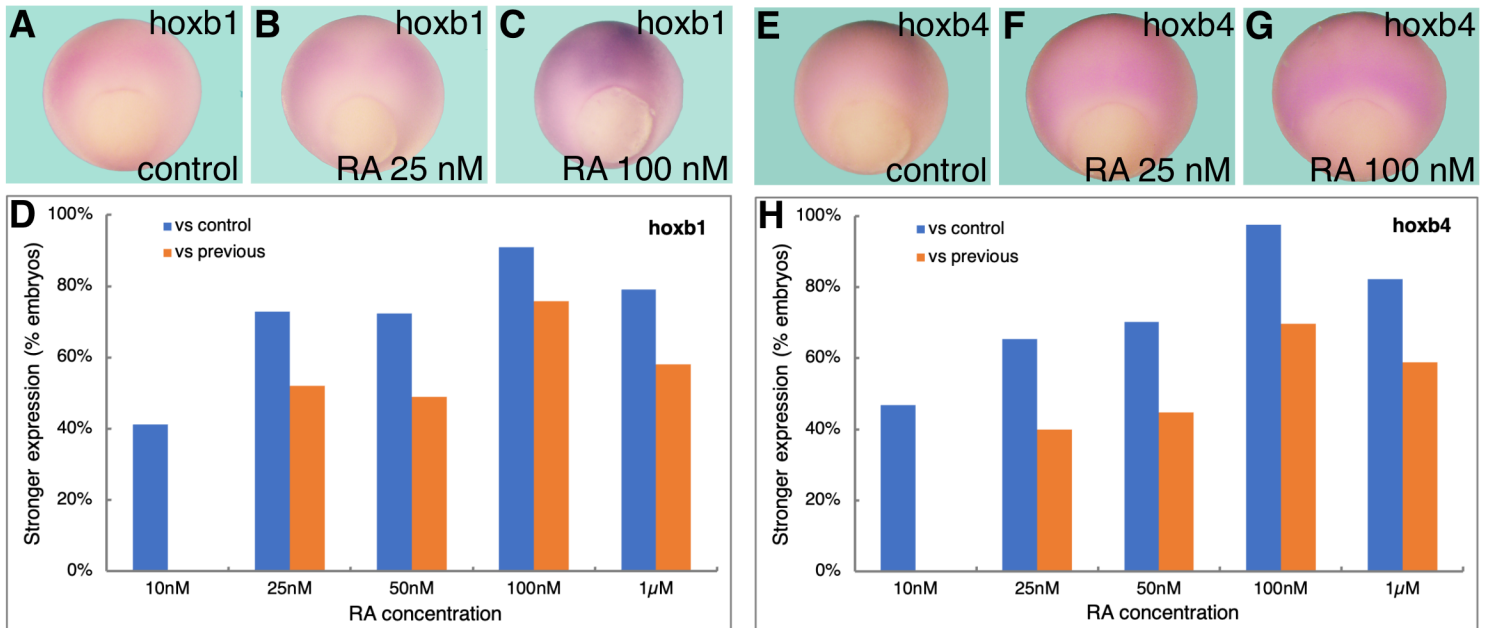 A hoxb1
control
B hoxb1
RA 25 nM
C hoxb1
RA 100 nM
E hoxb4
control
F hoxb4
RA 25 nM
G hoxb4
RA 100 nM
D
hoxb1
vs control
vs previous
Stronger expression (% embryos)
100%
80%
60%
40%
20%
0%
10nM 25nM 50nM 100nM 1µM
RA concentration
H
hoxb4
vs control
vs previous
Stronger expression (% embryos)
100%
80%
60%
40%
20%
0%
10nM 25nM 50nM 100nM 1µM
RA concentration